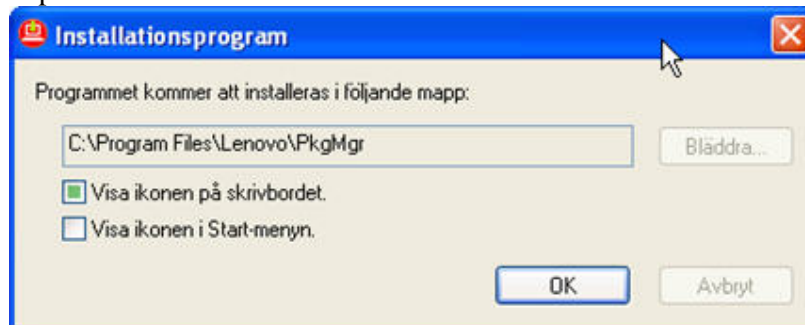 Installationsprogram
Programmet kommer att installeras i följande mapp:
C:\Program Files\Lenovo\PkgMgr
Bläddra...
Visa ikonen på skrivbordet.
Visa ikonen i Start-menyn.
OK
Avbryt